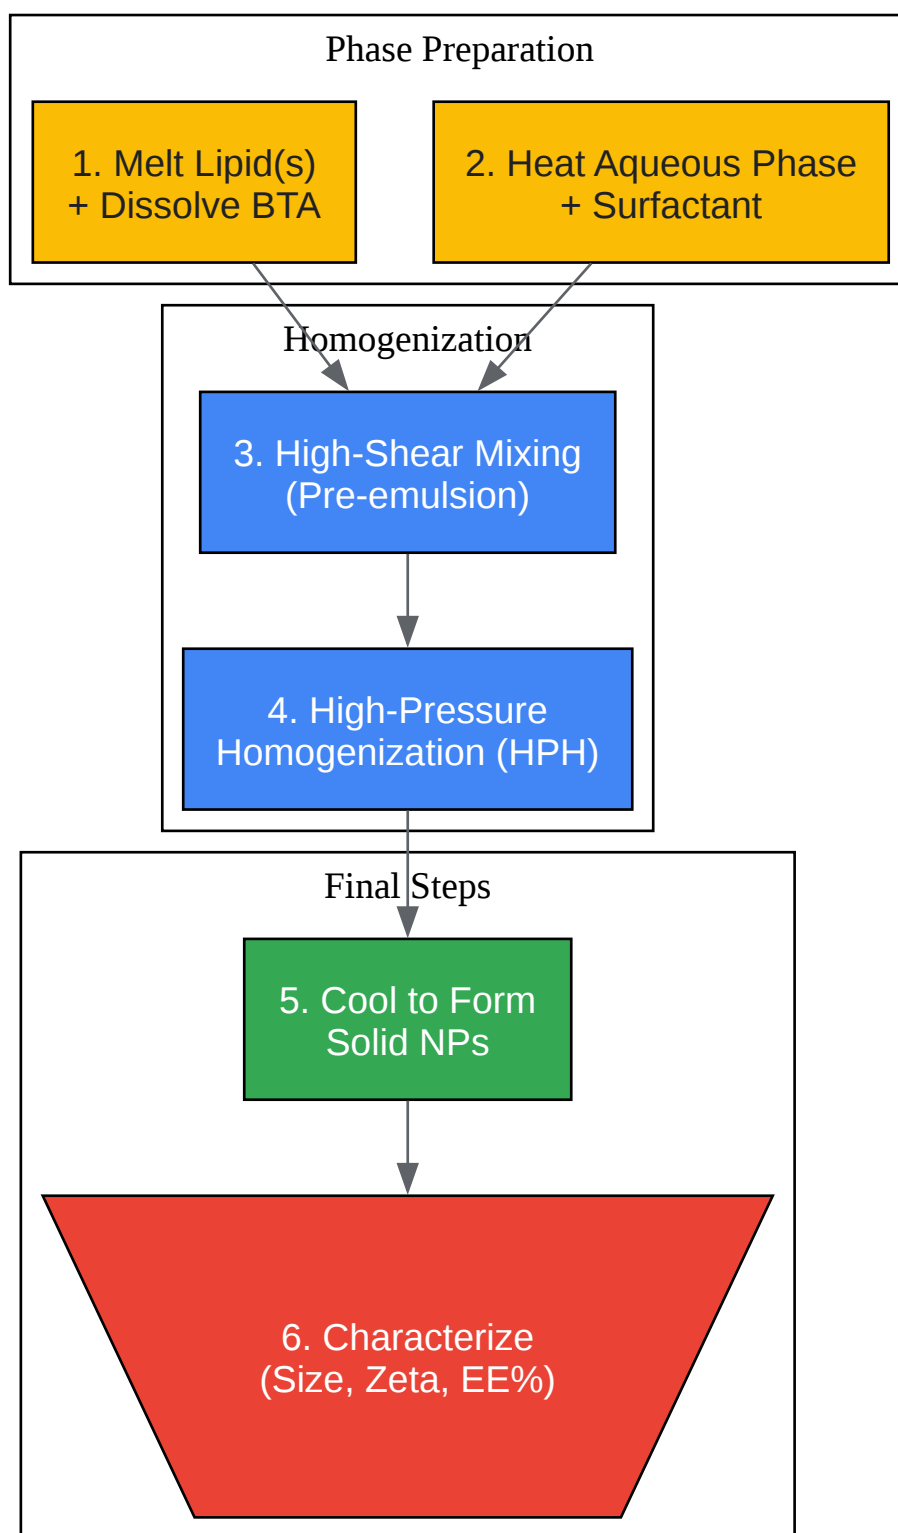 Phase Preparation
1. Melt Lipid(s)
+ Dissolve BTA
2. Heat Aqueous Phase
+ Surfactant
Homogenization
3. High-Shear Mixing
(Pre-emulsion)
4. High-Pressure
Homogenization (HPH)
Final Steps
5. Cool to Form
Solid NPs
6. Characterize
(Size, Zeta, EE%)